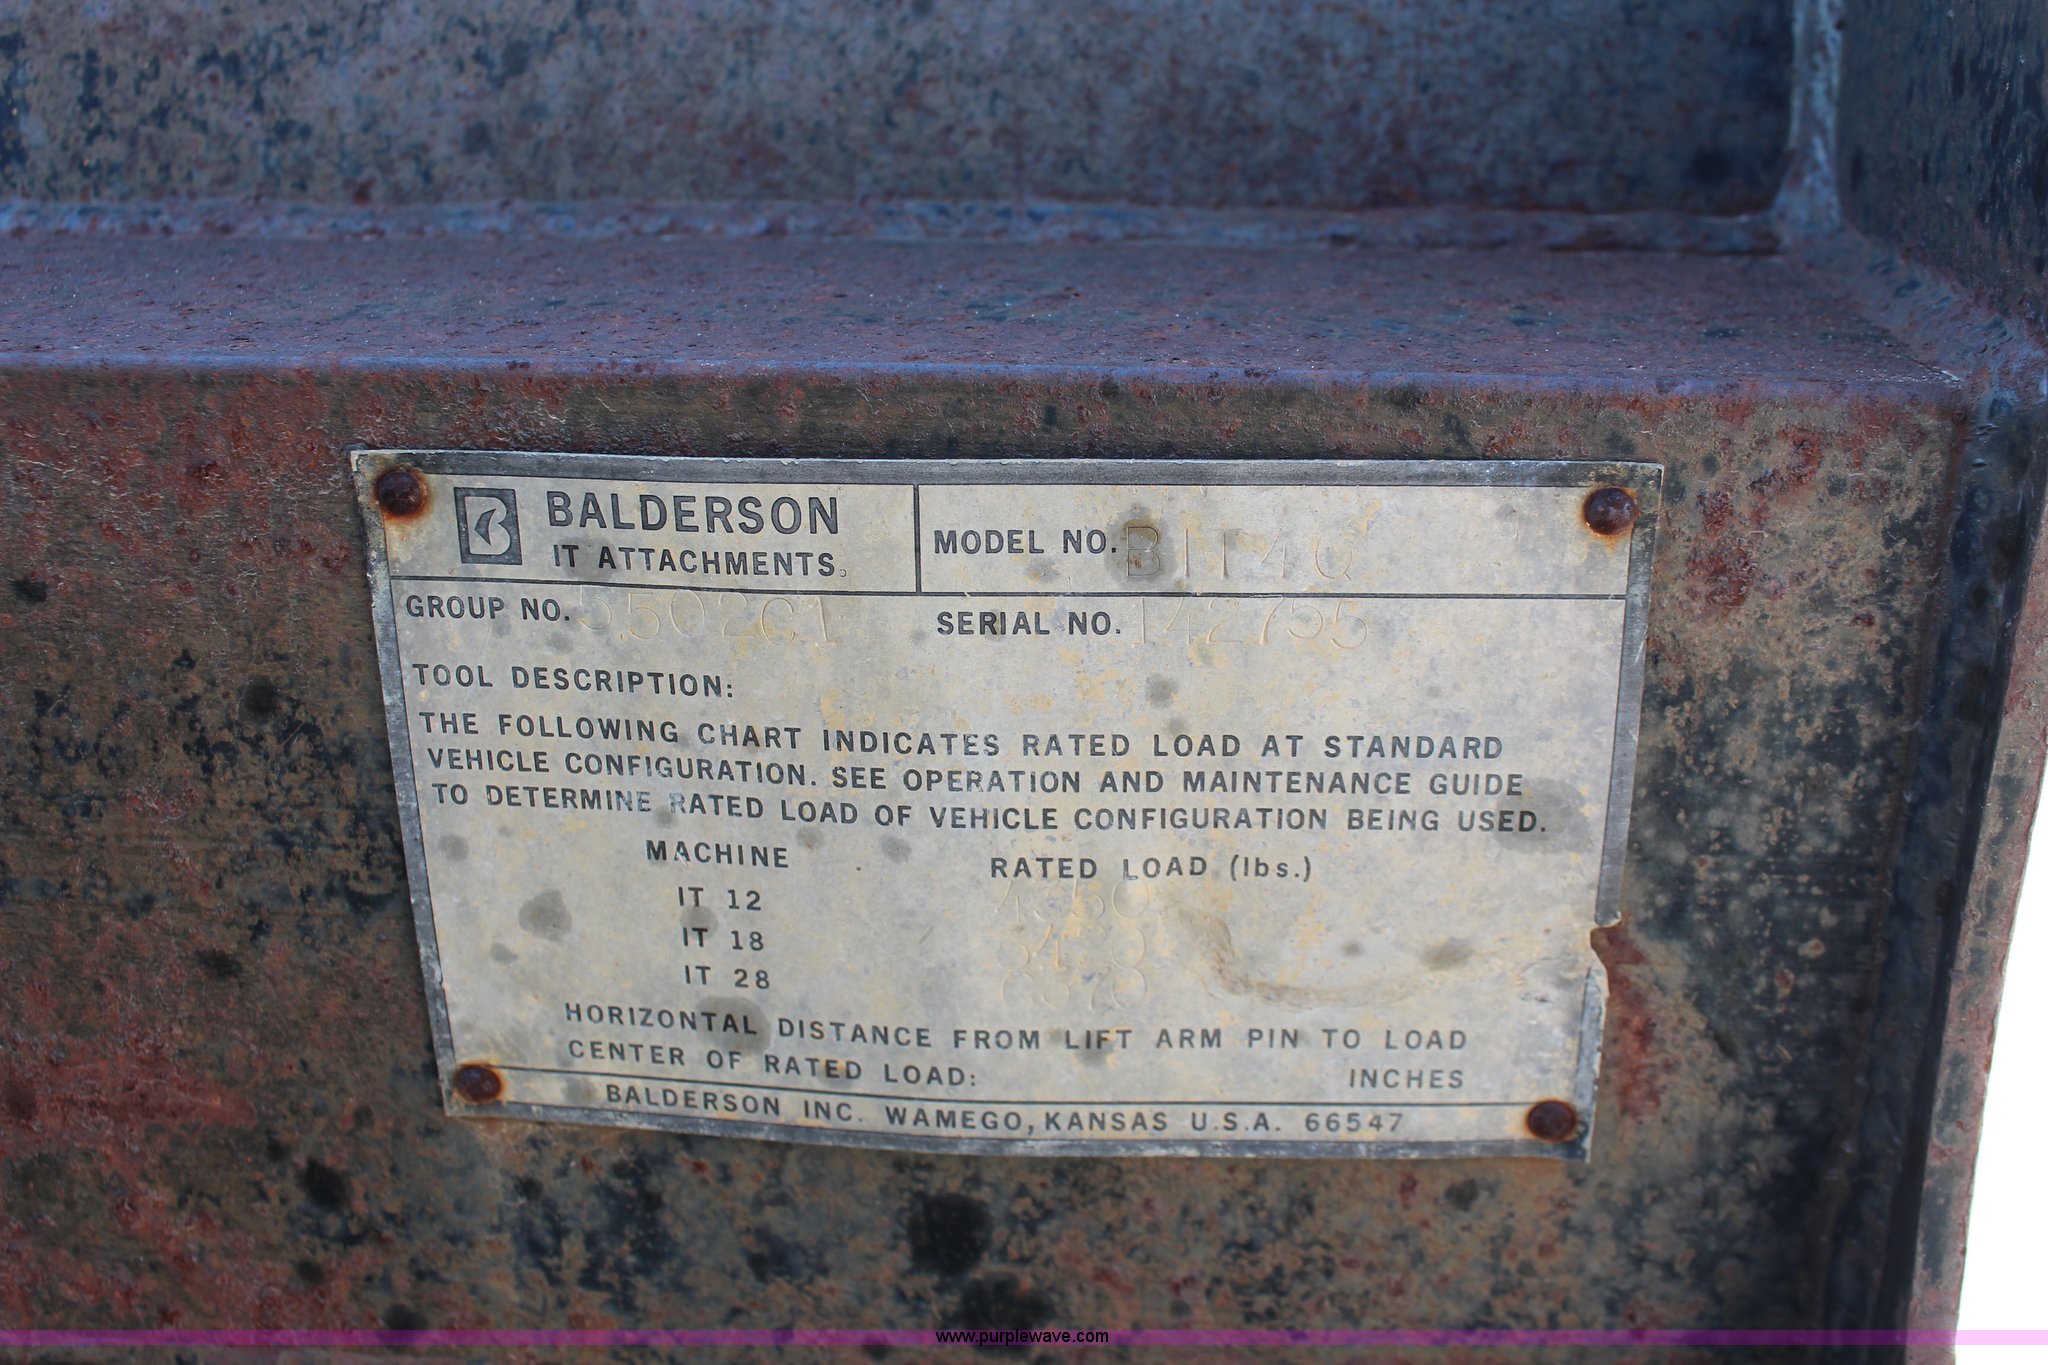 BALDERSON
IT ATTACHMENTS
MODEL NO.
GROUP NO. 5502C1
SERIAL NO. 142755
TOOL DESCRIPTION:
THE FOLLOWING CHART INDICATES RATED LOAD AT STANDARD
VEHICLE CONFIGURATION. SEE OPERATION AND MAINTENANCE GUIDE
TO DETERMINE RATED LOAD OF VEHICLE CONFIGURATION BEING USED.
MACHINE RATED LOAD (lbs.)
IT 12
IT 18
IT 28
HORIZONTAL DISTANCE FROM LIFT ARM PIN TO LOAD
CENTER OF RATED LOAD: INCHES
BALDERSON INC. WAMEGO, KANSAS U.S.A. 66547
www.purplewave.com